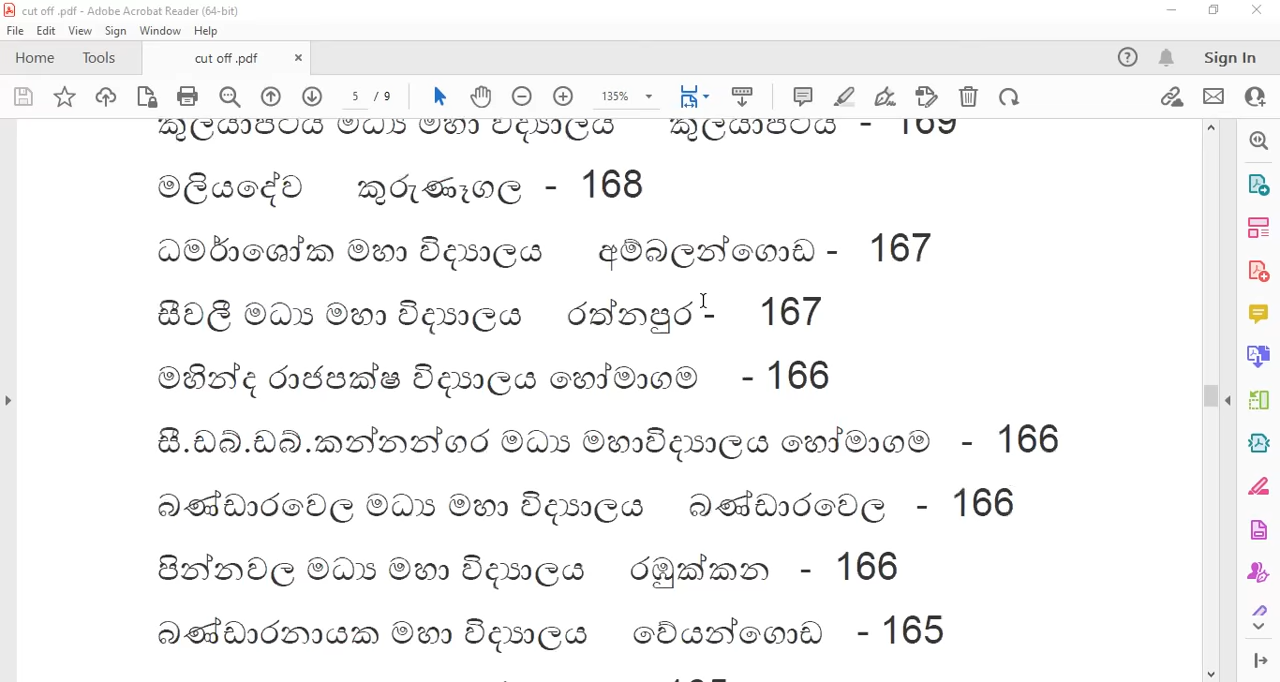 cut off .pdf - Adobe Acrobat Reader (64-bit)
File Edit View Sign Window Help
Home Tools cut off .pdf × Sign In
5 / 9 135%
කුලියාපිටිය මධ්‍ය මහා විද්‍යාලය කුලියාපිටිය - 169
මලියදේව කුරුණෑගල - 168
ධර්මාශෝක මහා විද්‍යාලය අම්බලන්ගොඩ - 167
සීවලී මධ්‍ය මහා විද්‍යාලය රත්නපුර - 167
මහින්ද රාජපක්ෂ විද්‍යාලය හෝමාගම - 166
සී.ඩබ්.ඩබ්.කන්නන්ගර මධ්‍ය මහාවිද්‍යාලය හෝමාගම - 166
බණ්ඩාරවෙල මධ්‍ය මහා විද්‍යාලය බණ්ඩාරවෙල - 166
පින්නවල මධ්‍ය මහා විද්‍යාලය රඹුක්කන - 166
බණ්ඩාරනායක මහා විද්‍යාලය වේයන්ගොඩ - 165